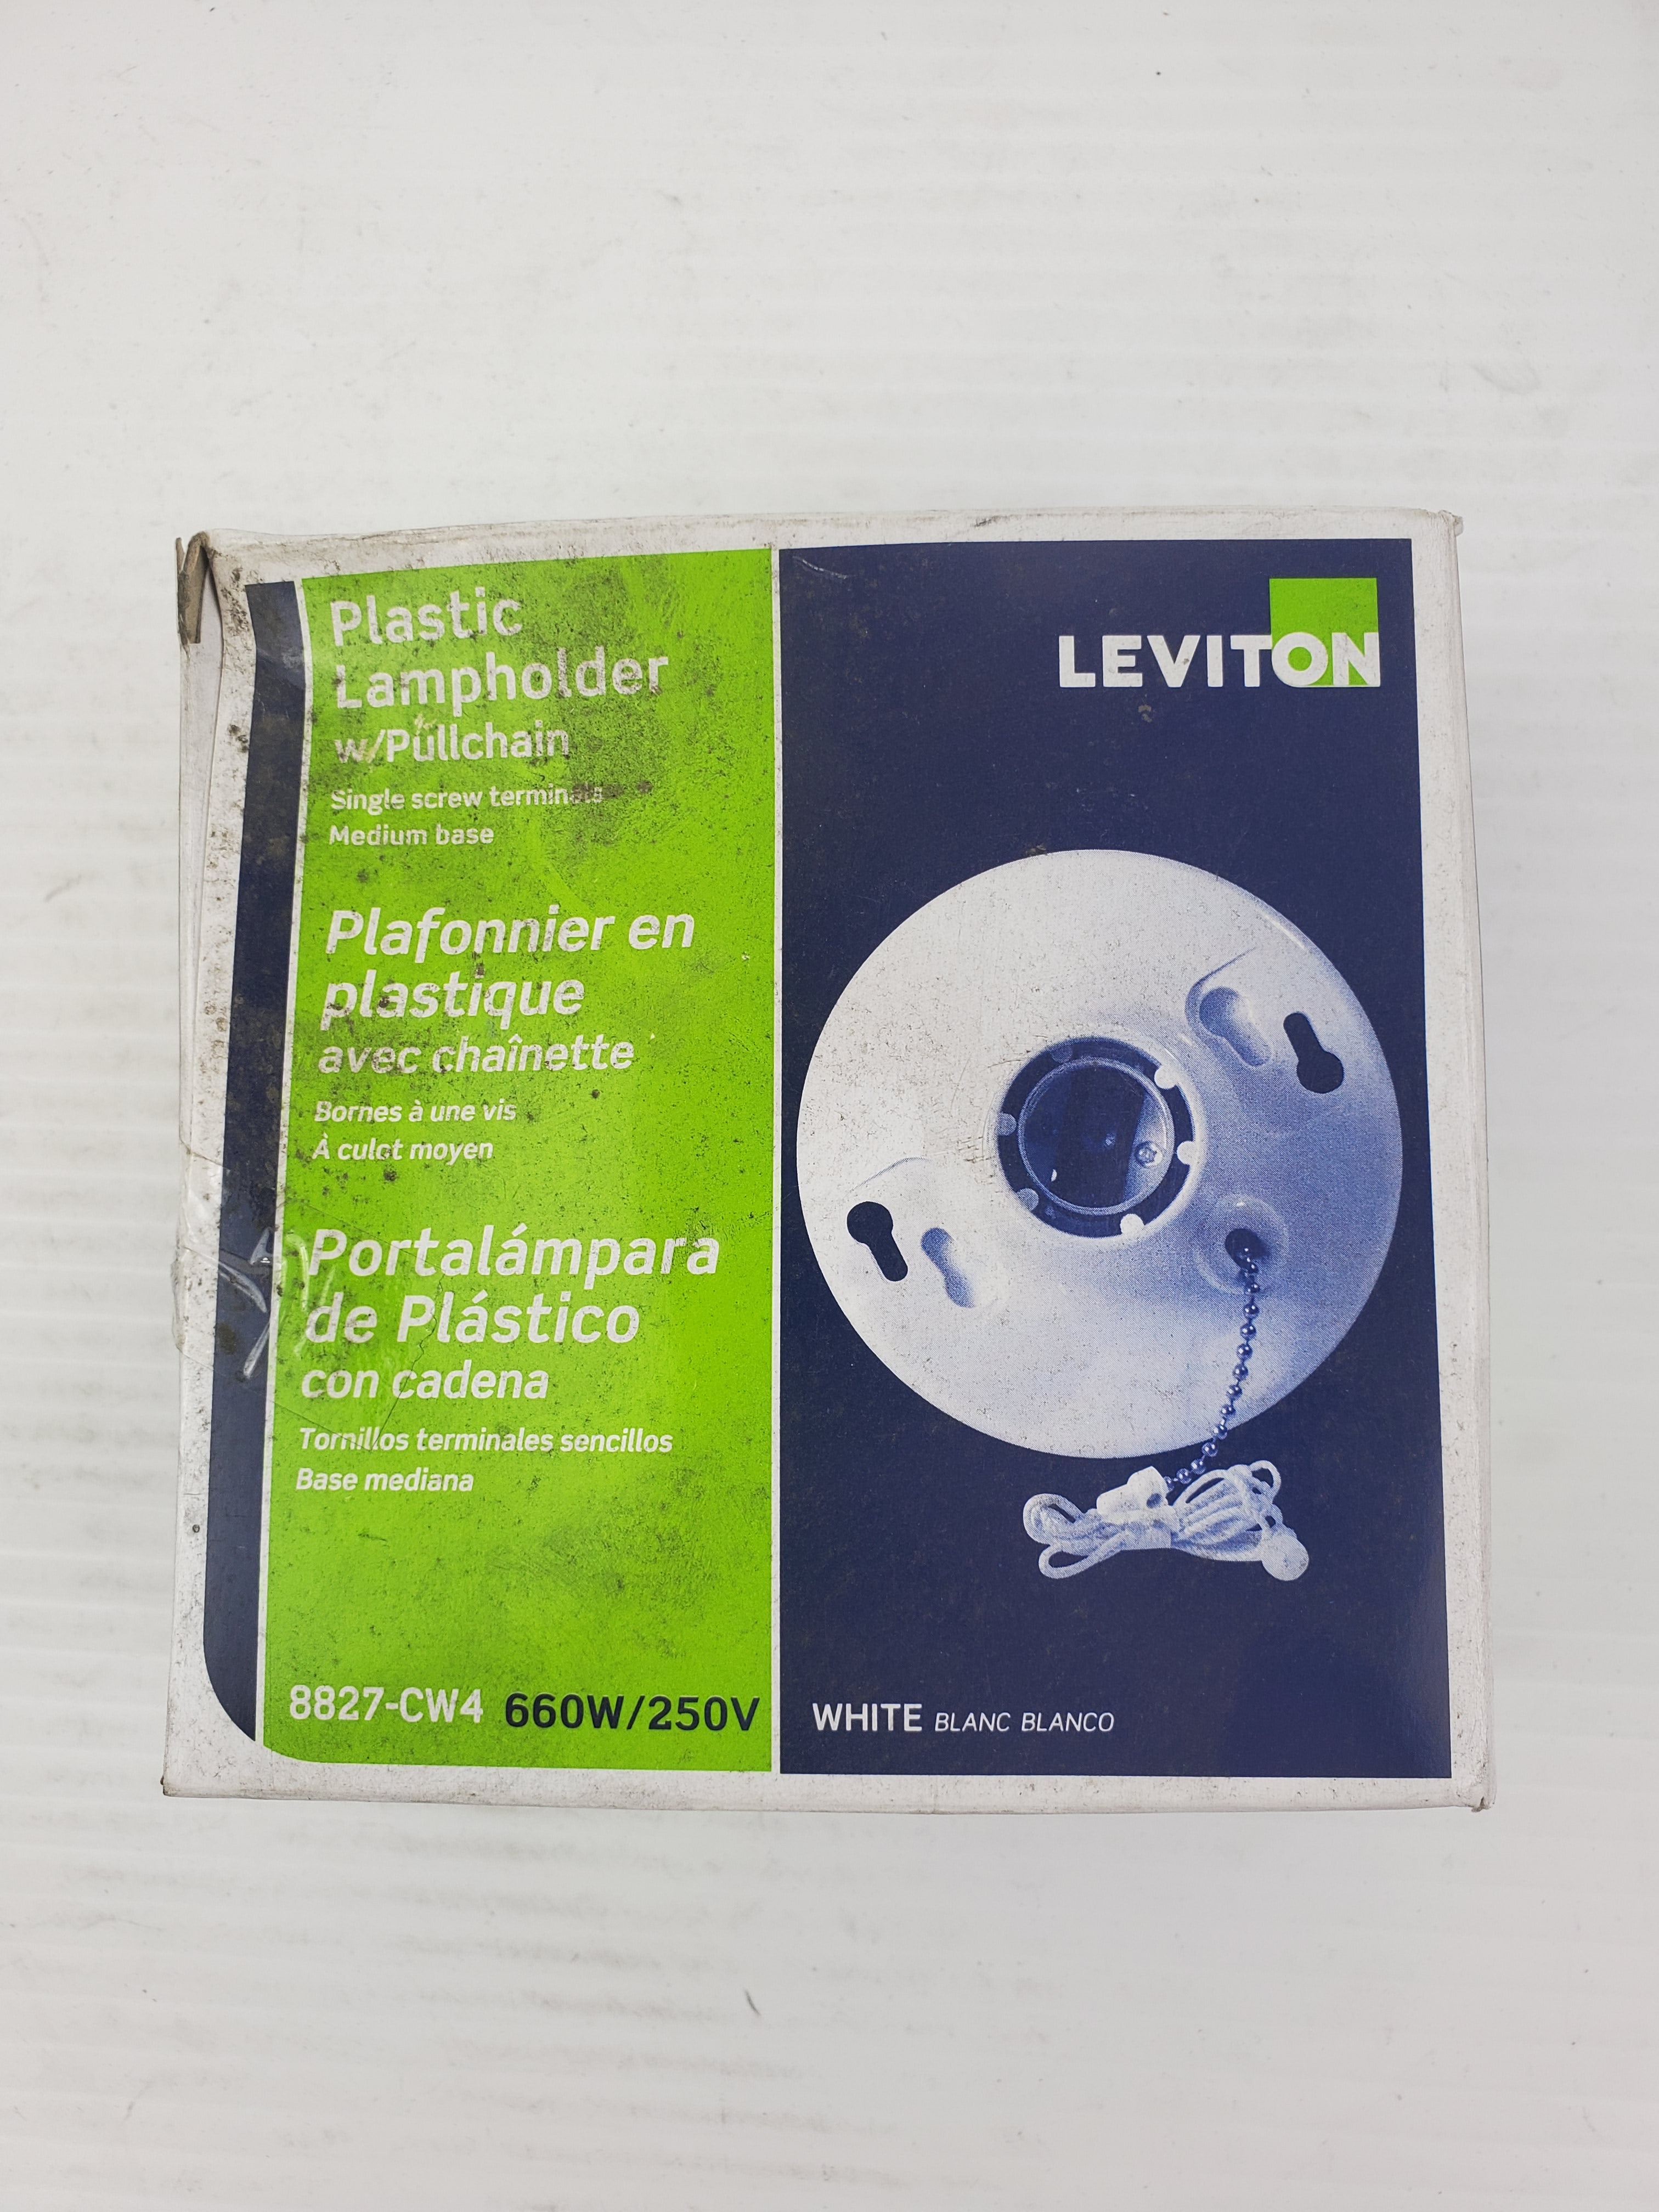 Plastic
Lampholder
w/Pullchain
Single screw terminals
Medium base
Plafonnier en
plastique
avec chaînette
Bornes à une vis
À culot moyen
Portalámpara
de Plástico
con cadena
Tornillos terminales sencillos
Base mediana
8827-CW4 660W/250V
LEVITON
WHITE BLANC BLANCO